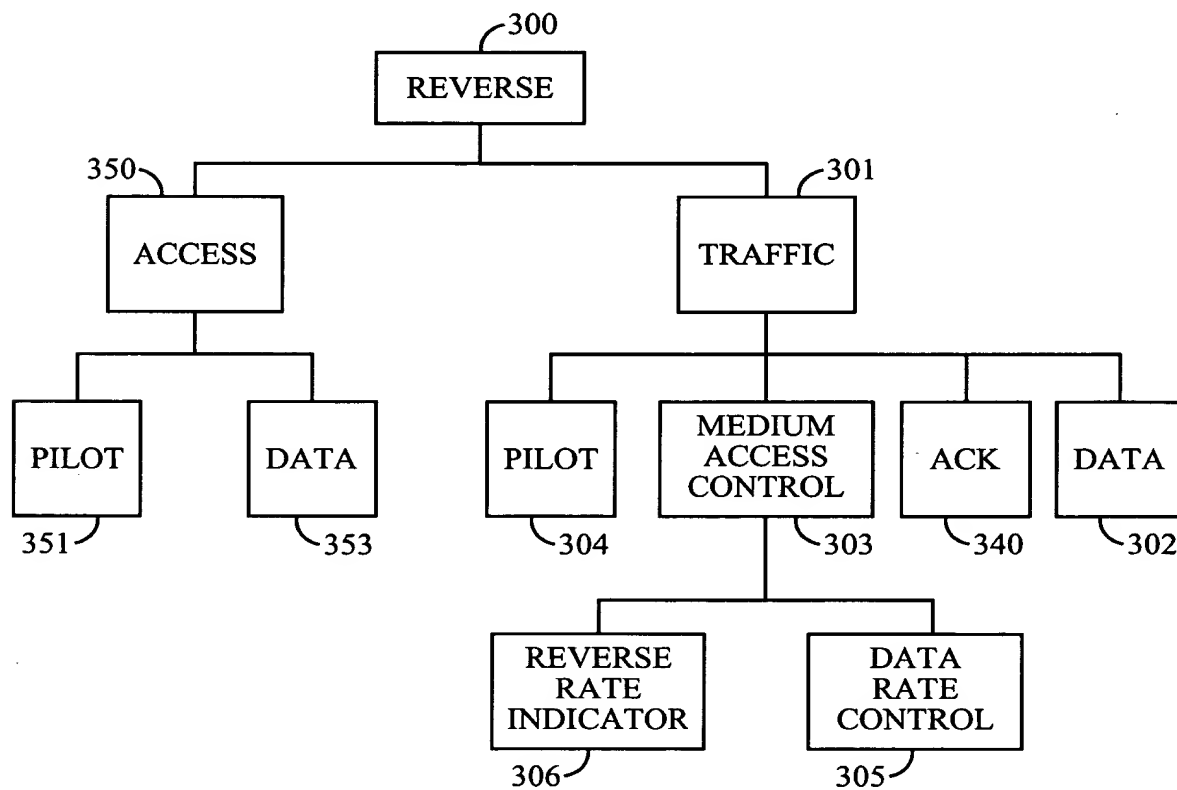 300
REVERSE
350
301
ACCESS
TRAFFIC
PILOT
DATA
PILOT
MEDIUM
ACCESS
CONTROL
ACK
DATA
351
353
304
303
340
302
REVERSE
RATE
INDICATOR
DATA
RATE
CONTROL
306
305